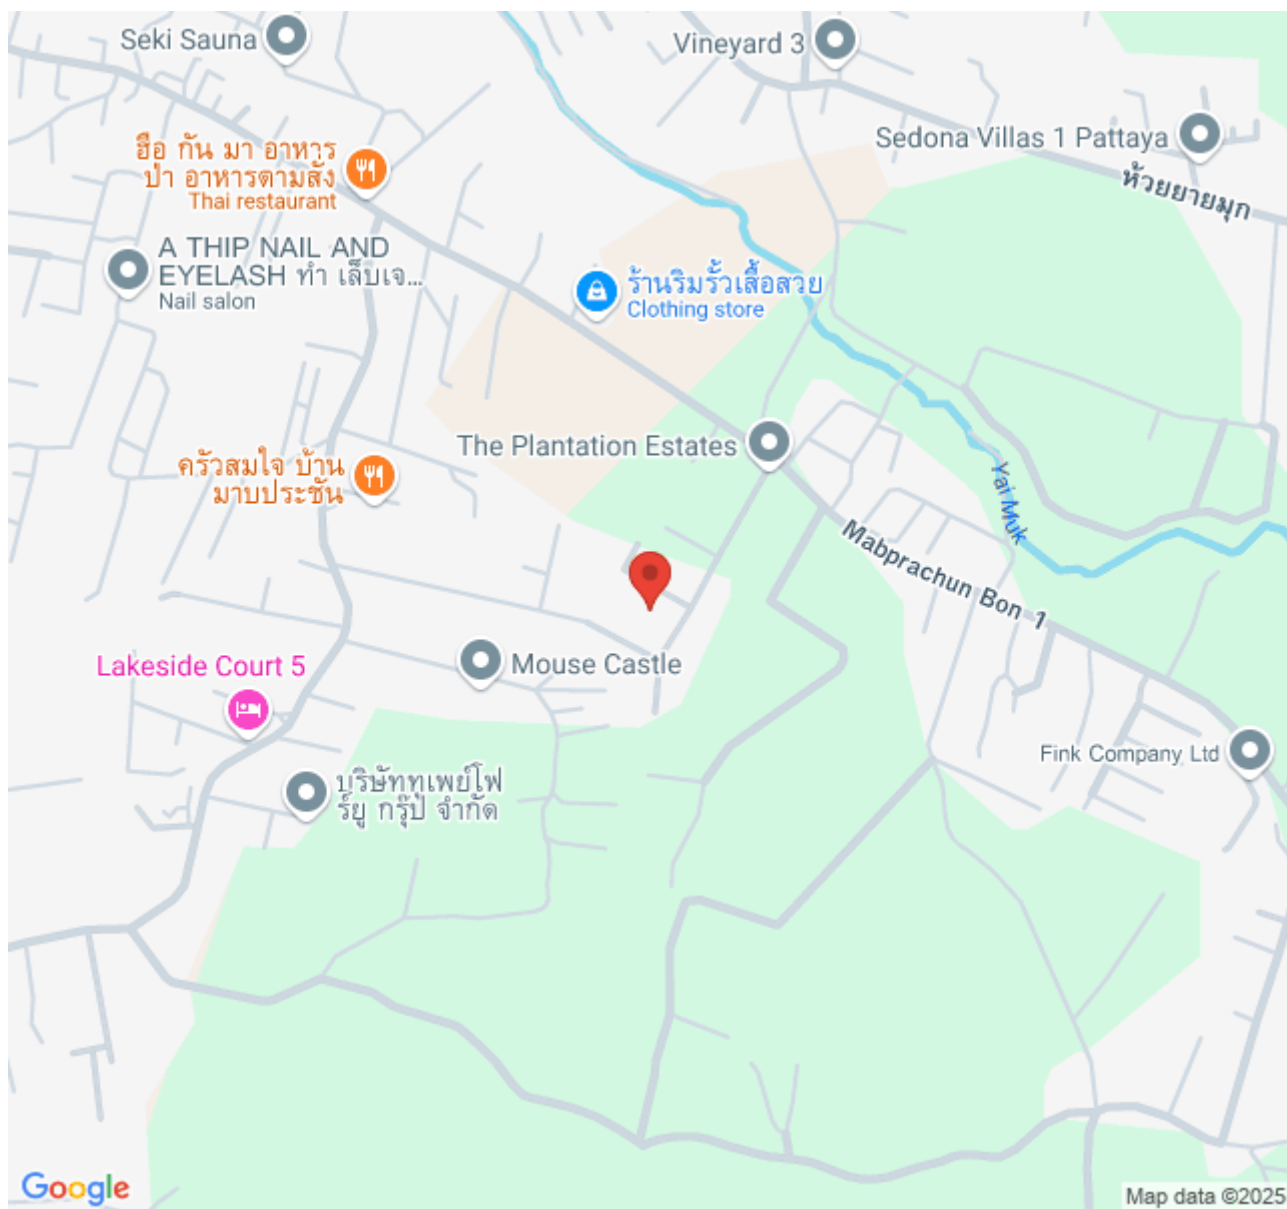 Seki Sauna
Vineyard 3
Sedona Villas 1 Pattaya
ห้วยยายมุก
ฮือ กัน มา อาหาร
ป่า อาหารตามสั่ง
Thai restaurant
A THIP NAIL AND
EYELASH ทำ เล็บเจ...
Nail salon
ร้านริมรั้วเสื้อสวย
Clothing store
The Plantation Estates
ครัวสมใจ บ้าน
มาบประชัน
Yai Muk
Mabprachun Bon 1
Mouse Castle
Lakeside Court 5
Fink Company Ltd
บริษัททูเพย์โฟ
ร์ยู กรุ๊ป จำกัด
Google
Map data ©2025